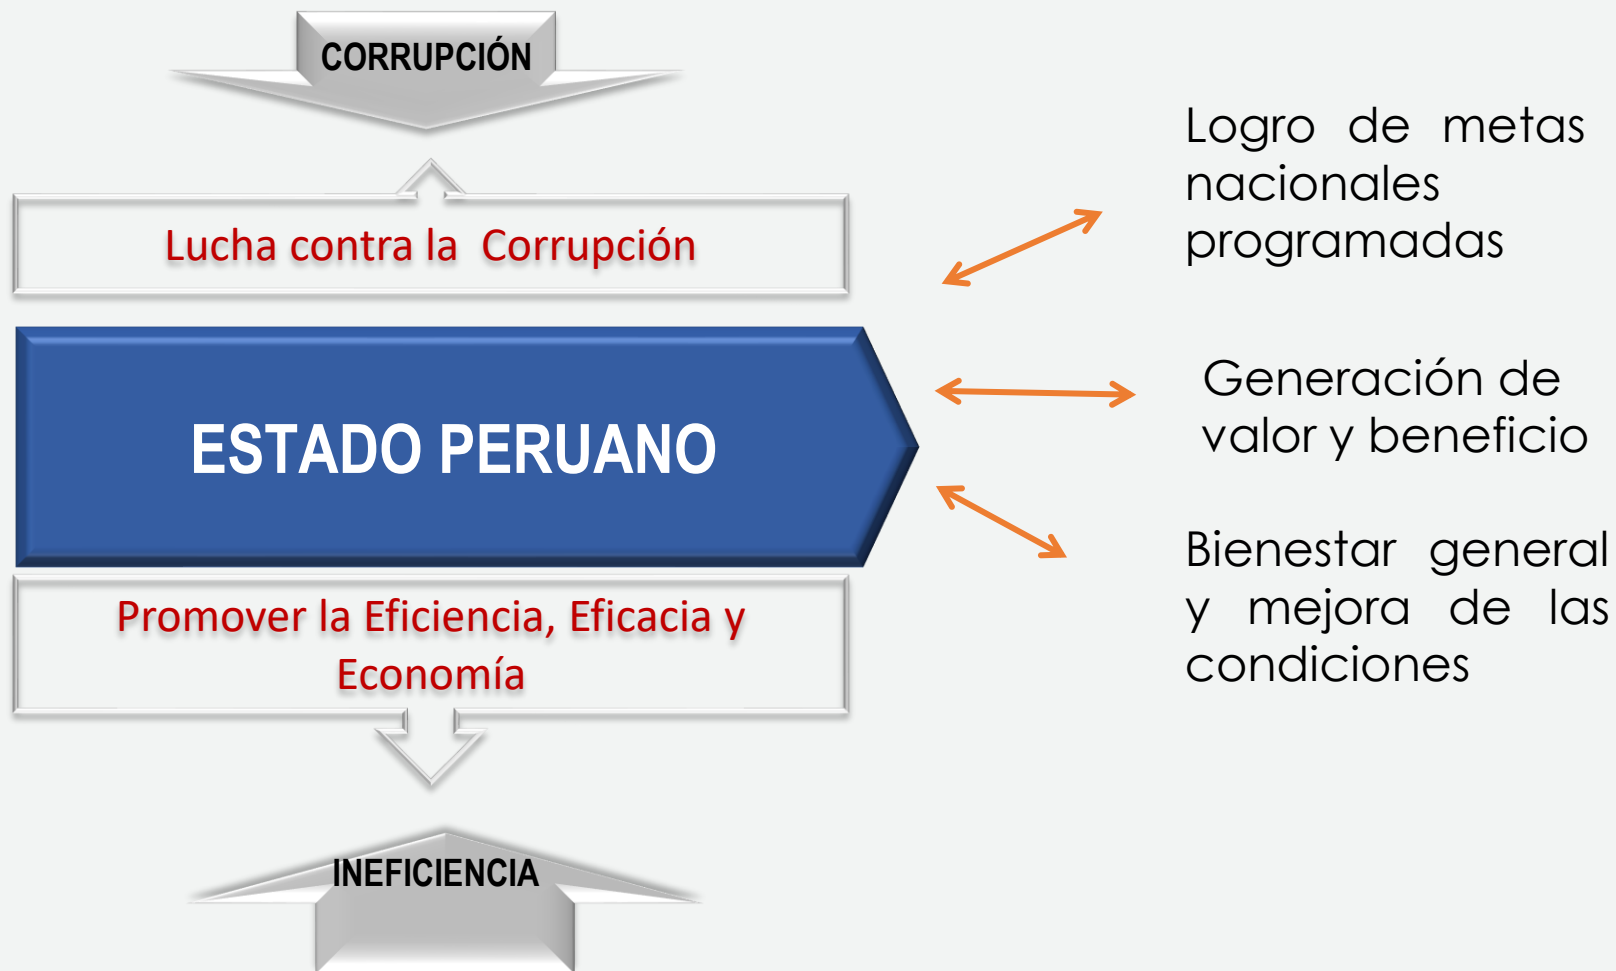 CORRUPCIÓN
Lucha contra la Corrupción
ESTADO PERUANO
Promover la Eficiencia, Eficacia y
Economía
INEFICIENCIA
Logro de metas
nacionales
programadas
Generación de
valor y beneficio
Bienestar general
y mejora de las
condiciones